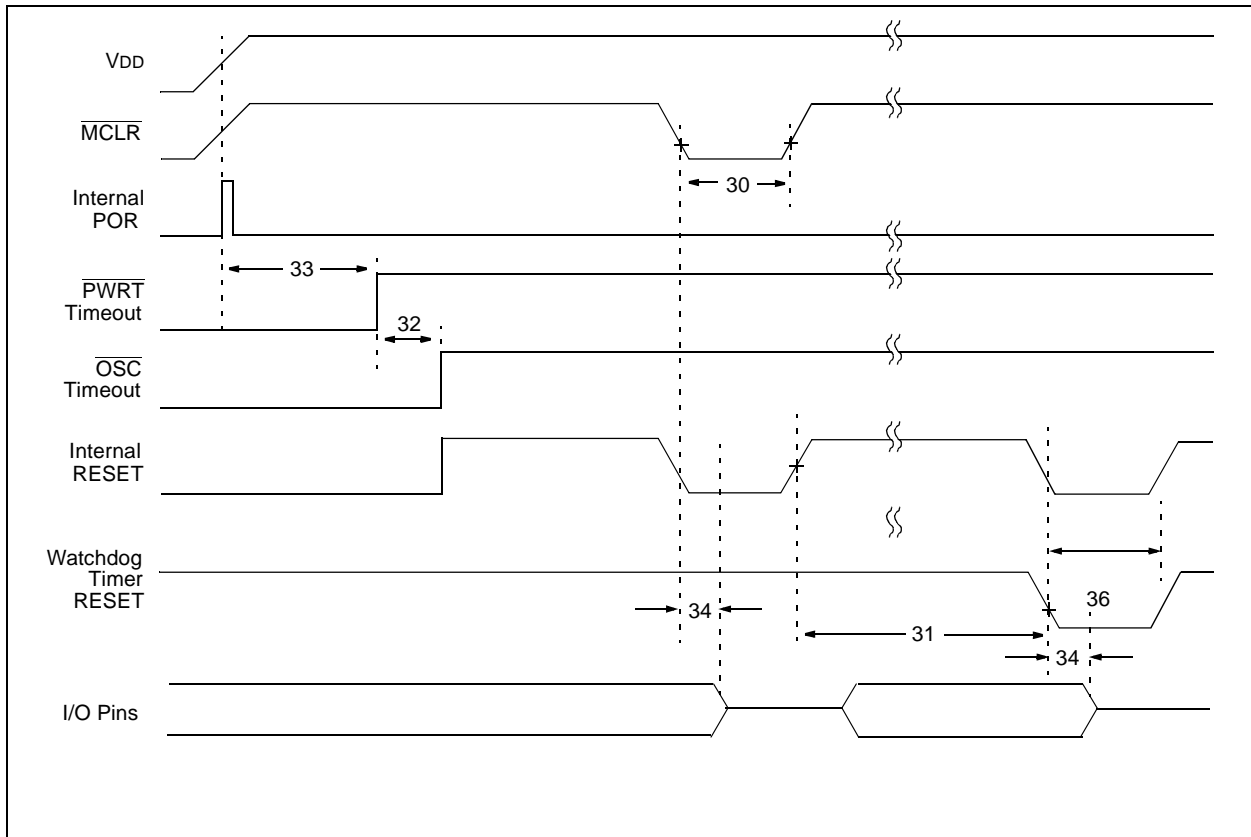 VDD
MCLR
30
Internal
POR
33
PWRT
Timeout
32
OSC
Timeout
Internal
RESET
Watchdog
Timer
RESET
36
34
31
34
I/O Pins